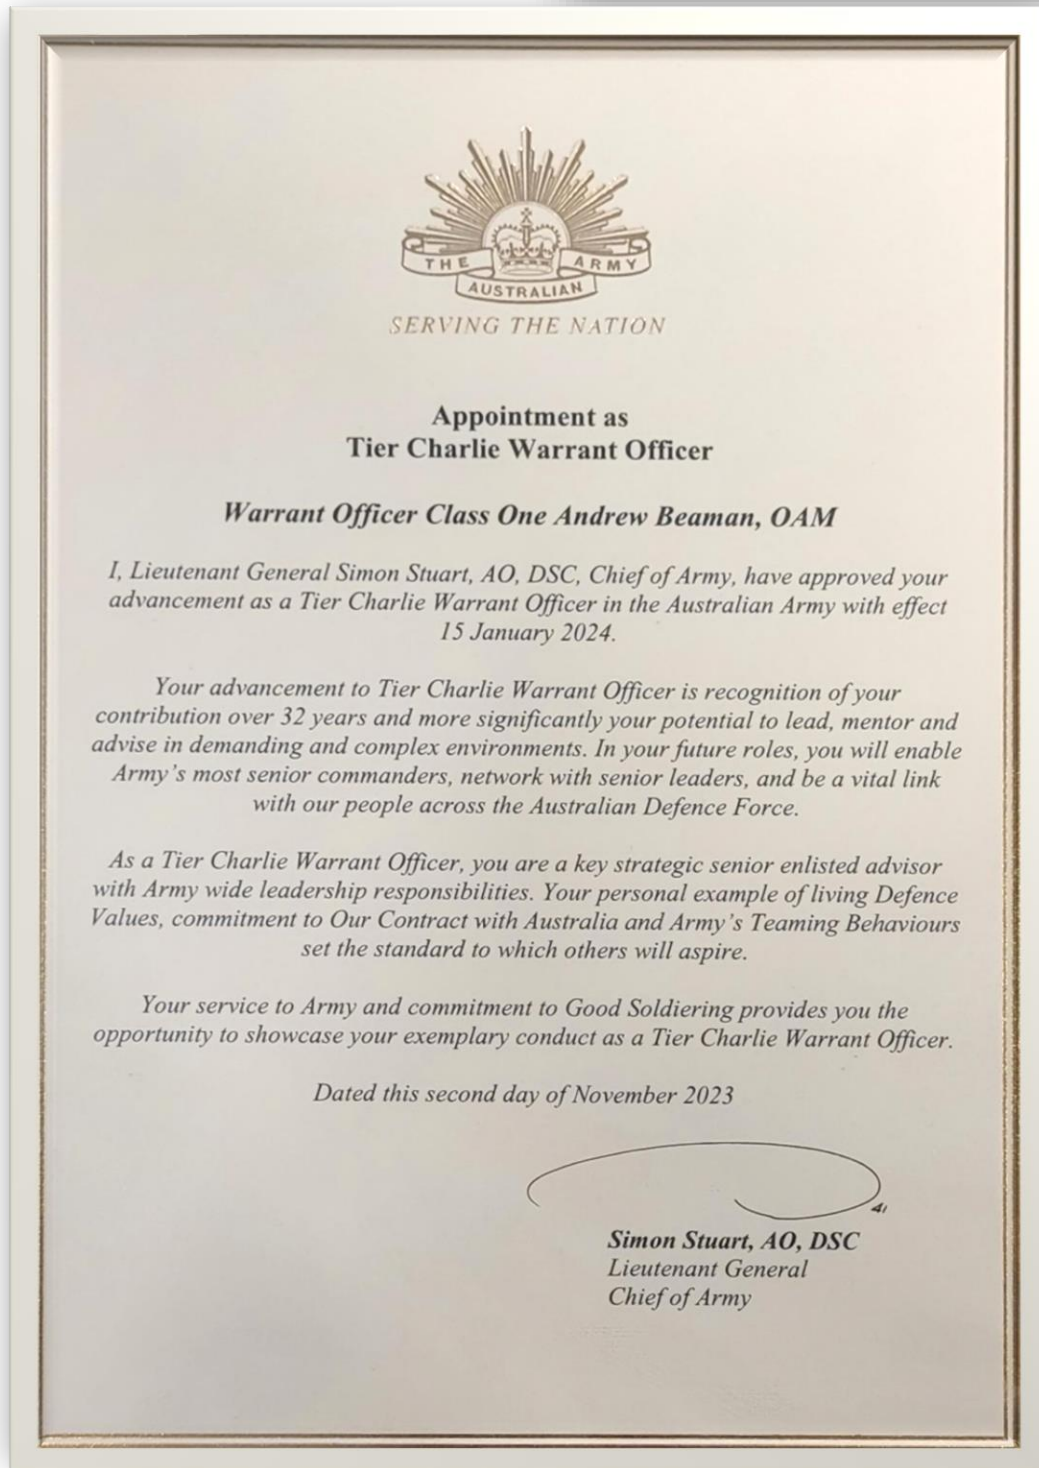 THE AUSTRALIAN ARMY
SERVING THE NATION
Appointment as
Tier Charlie Warrant Officer
Warrant Officer Class One Andrew Beaman, OAM
I, Lieutenant General Simon Stuart, AO, DSC, Chief of Army, have approved your
advancement as a Tier Charlie Warrant Officer in the Australian Army with effect
15 January 2024.
Your advancement to Tier Charlie Warrant Officer is recognition of your
contribution over 32 years and more significantly your potential to lead, mentor and
advise in demanding and complex environments. In your future roles, you will enable
Army's most senior commanders, network with senior leaders, and be a vital link
with our people across the Australian Defence Force.
As a Tier Charlie Warrant Officer, you are a key strategic senior enlisted advisor
with Army wide leadership responsibilities. Your personal example of living Defence
Values, commitment to Our Contract with Australia and Army's Teaming Behaviours
set the standard to which others will aspire.
Your service to Army and commitment to Good Soldiering provides you the
opportunity to showcase your exemplary conduct as a Tier Charlie Warrant Officer.
Dated this second day of November 2023
Simon Stuart, AO, DSC
Lieutenant General
Chief of Army